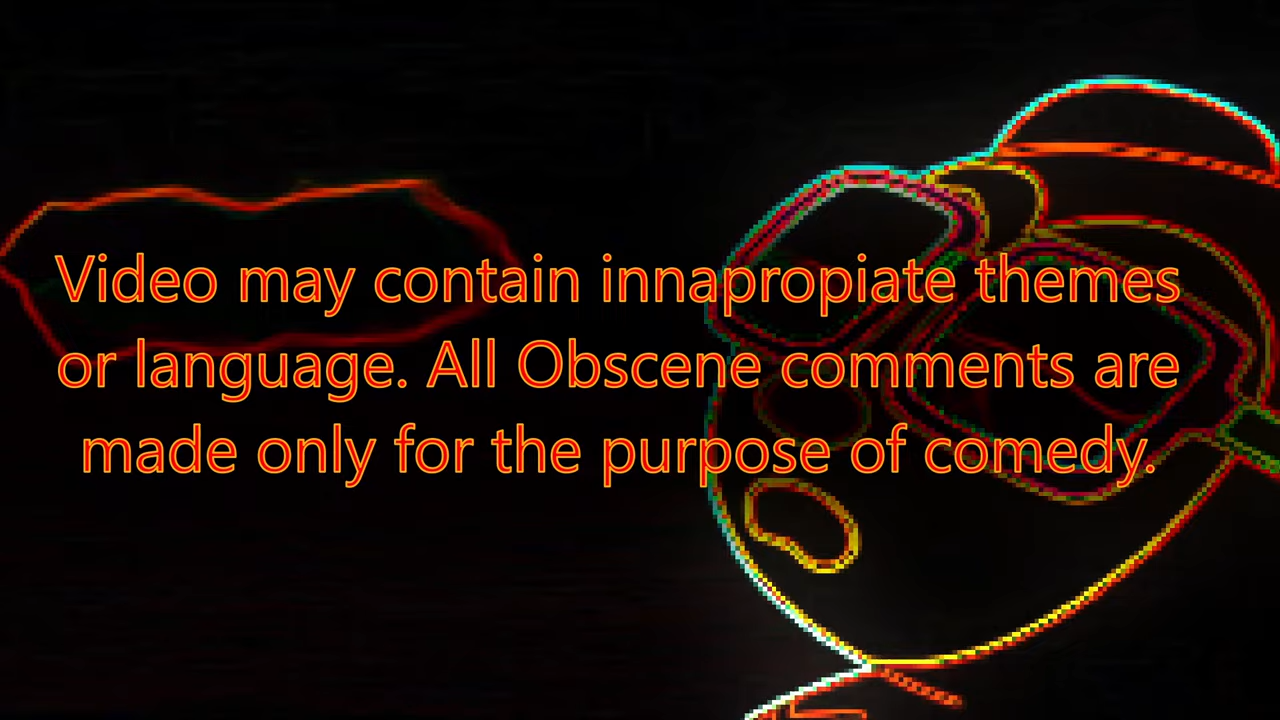 Video may contain innapropiate themes
or language. All Obscene comments are
made only for the purpose of comedy.